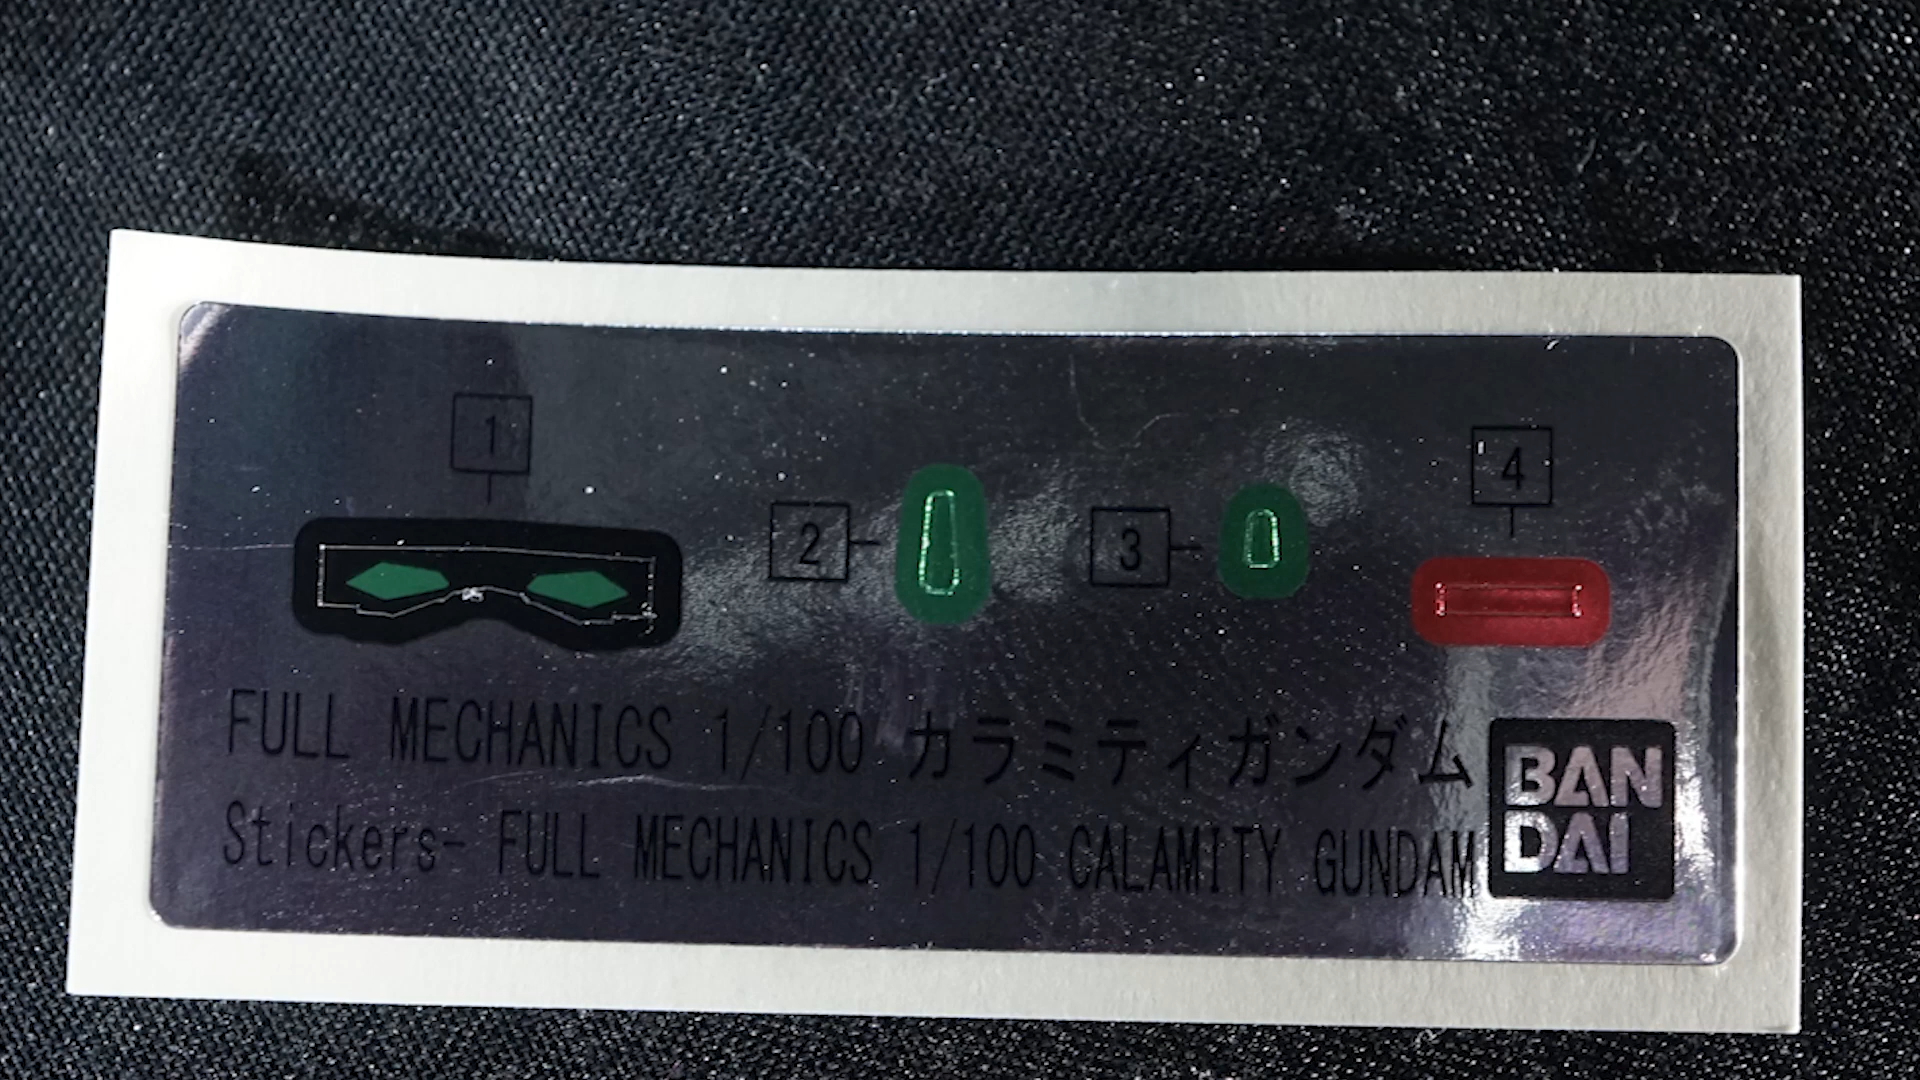 1
2
3
4
FULL MECHANICS 1/100 カラミティガンダム
Stickers- FULL MECHANICS 1/100 CALAMITY GUNDAM
BAN
DAI